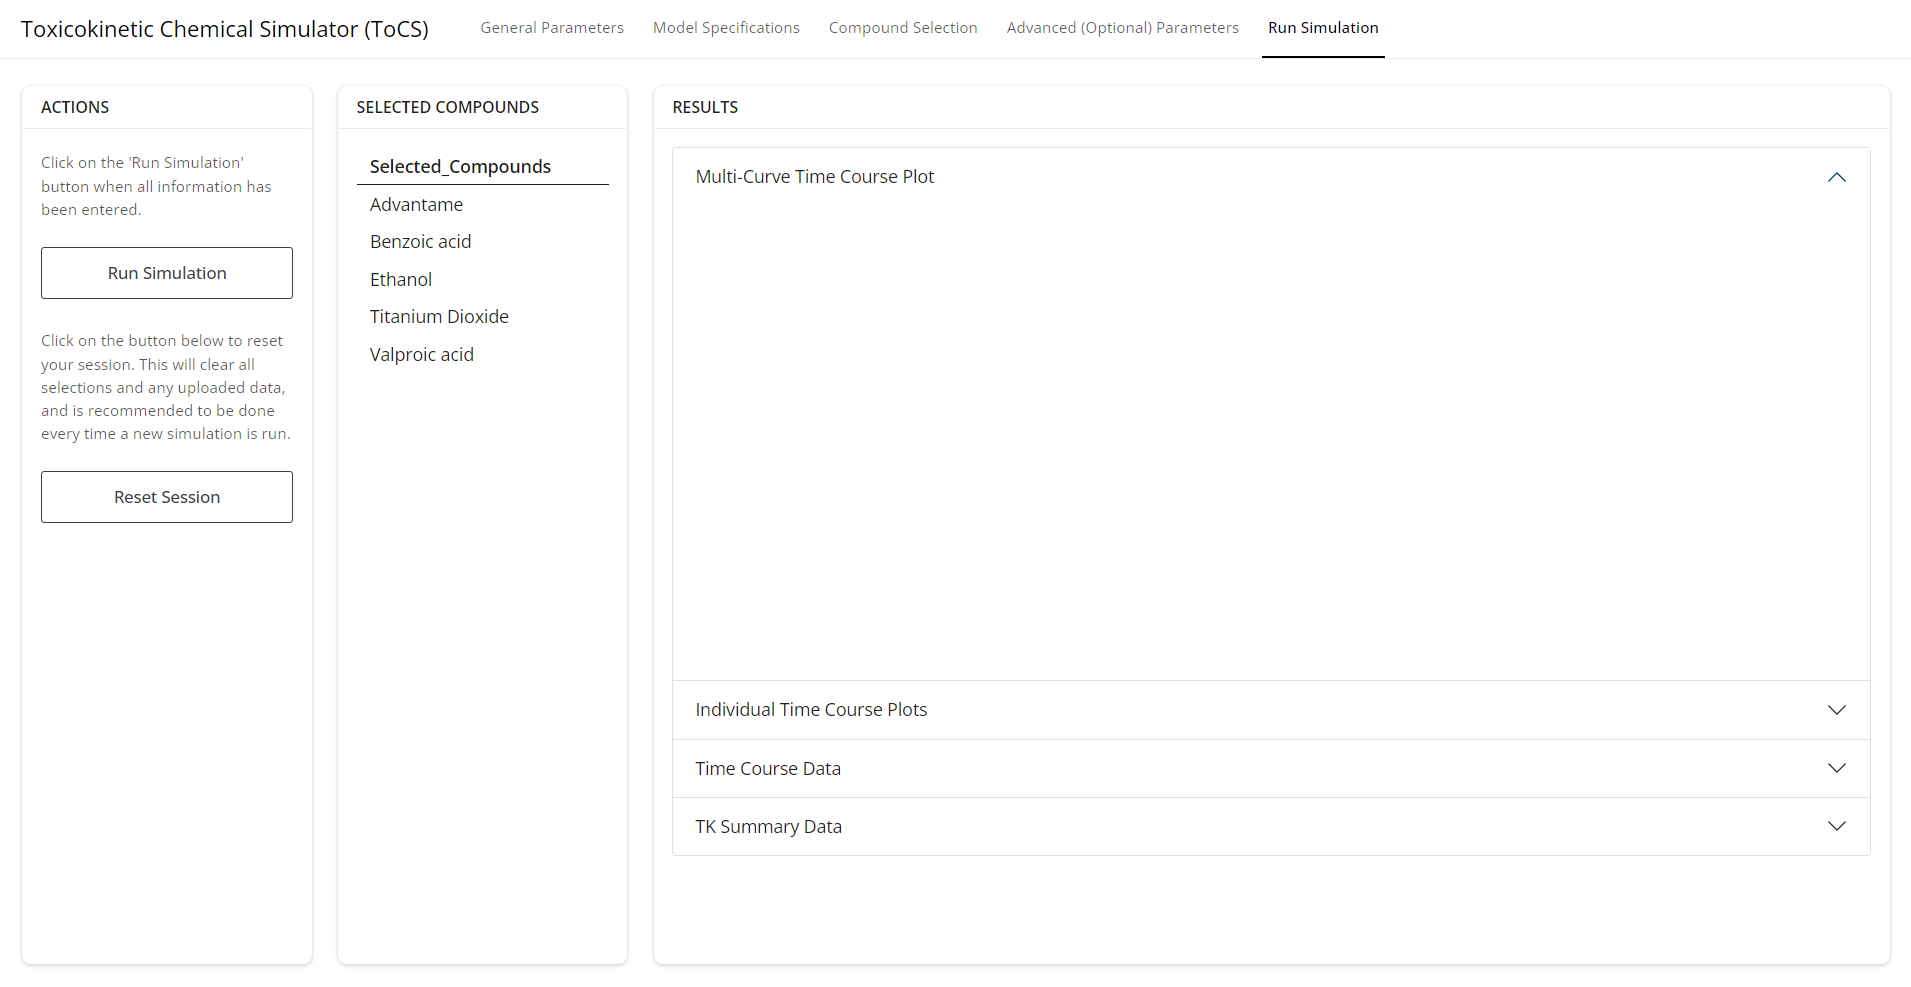 Toxicokinetic Chemical Simulator (ToCS)
General Parameters
Model Specifications
Compound Selection
Advanced (Optional) Parameters
Run Simulation
ACTIONS
Click on the 'Run Simulation'
button when all information has
been entered.
Run Simulation
Click on the button below to reset
your session. This will clear all
selections and any uploaded data,
and is recommended to be done
every time a new simulation is run.
Reset Session
SELECTED COMPOUNDS
Selected_Compounds
Advantame
Benzoic acid
Ethanol
Titanium Dioxide
Valproic acid
RESULTS
Multi-Curve Time Course Plot
Individual Time Course Plots
Time Course Data
TK Summary Data